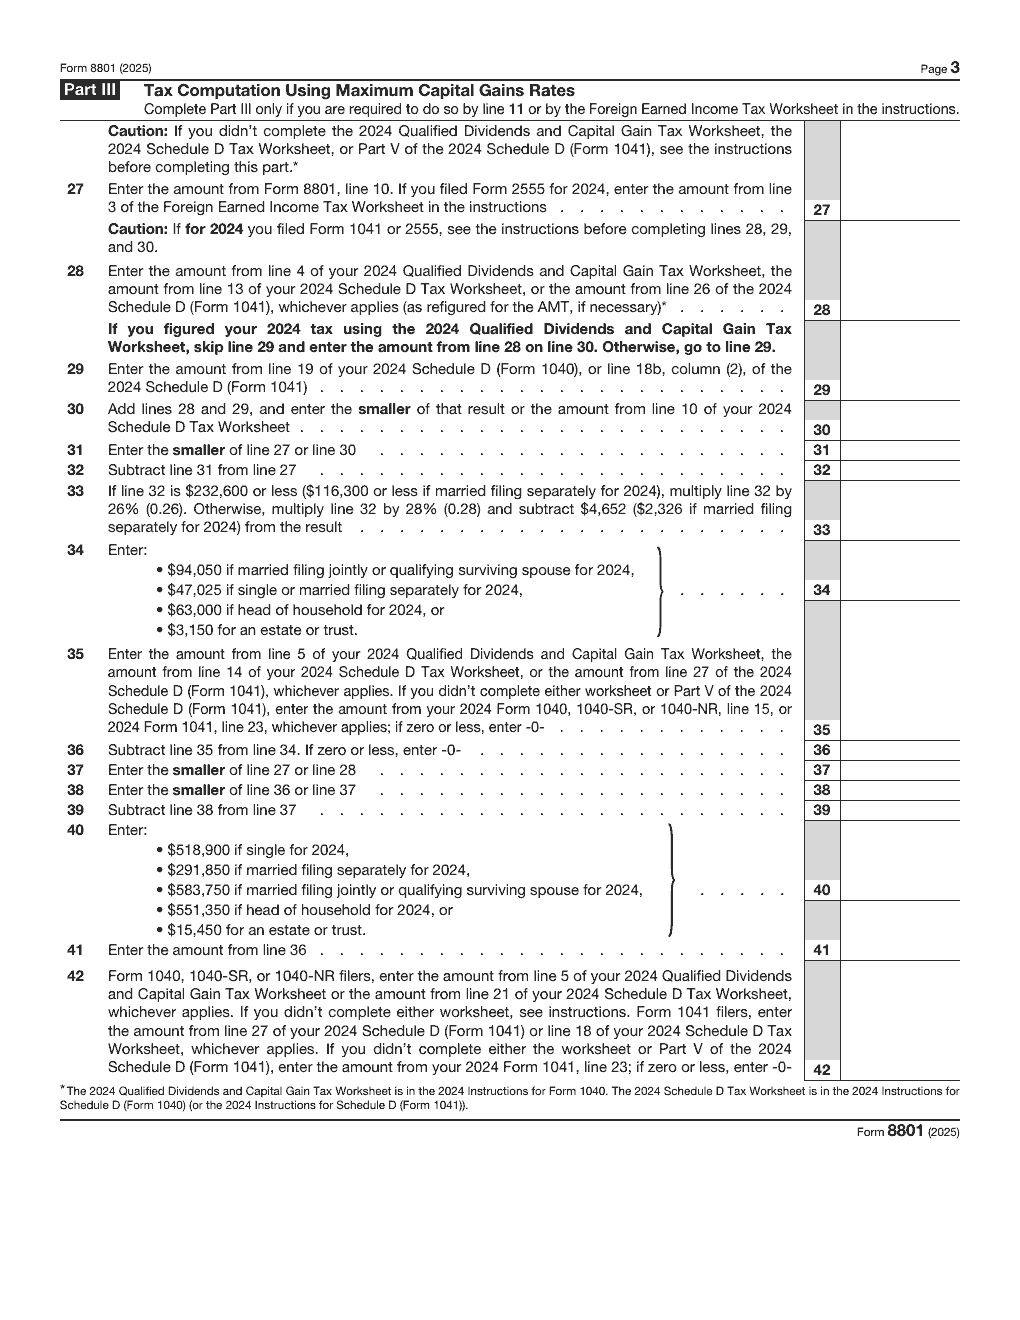 Form 8801 (2025) Page 3
Part III Tax Computation Using Maximum Capital Gains Rates
Complete Part III only if you are required to do so by line 11 or by the Foreign Earned Income Tax Worksheet in the instructions.
Caution: If you didn't complete the 2024 Qualified Dividends and Capital Gain Tax Worksheet, the
2024 Schedule D Tax Worksheet, or Part V of the 2024 Schedule D (Form 1041), see the instructions
before completing this part.*
27 Enter the amount from Form 8801, line 10. If you filed Form 2555 for 2024, enter the amount from line
3 of the Foreign Earned Income Tax Worksheet in the instructions . . . . . . . . . . . . 27
Caution: If for 2024 you filed Form 1041 or 2555, see the instructions before completing lines 28, 29,
and 30.
28 Enter the amount from line 4 of your 2024 Qualified Dividends and Capital Gain Tax Worksheet, the
amount from line 13 of your 2024 Schedule D Tax Worksheet, or the amount from line 26 of the 2024
Schedule D (Form 1041), whichever applies (as refigured for the AMT, if necessary)* . . . . . . 28
If you figured your 2024 tax using the 2024 Qualified Dividends and Capital Gain Tax
Worksheet, skip line 29 and enter the amount from line 28 on line 30. Otherwise, go to line 29.
29 Enter the amount from line 19 of your 2024 Schedule D (Form 1040), or line 18b, column (2), of the
2024 Schedule D (Form 1041) . . . . . . . . . . . . . . . . . . . . . . . . 29
30 Add lines 28 and 29, and enter the smaller of that result or the amount from line 10 of your 2024
Schedule D Tax Worksheet . . . . . . . . . . . . . . . . . . . . . . . . . 30
31 Enter the smaller of line 27 or line 30 . . . . . . . . . . . . . . . . . . . . . 31
32 Subtract line 31 from line 27 . . . . . . . . . . . . . . . . . . . . . . . . 32
33 If line 32 is $232,600 or less ($116,300 or less if married filing separately for 2024), multiply line 32 by
26% (0.26). Otherwise, multiply line 32 by 28% (0.28) and subtract $4,652 ($2,326 if married filing
separately for 2024) from the result . . . . . . . . . . . . . . . . . . . . . . 33
34 Enter:
• $94,050 if married filing jointly or qualifying surviving spouse for 2024,
• $47,025 if single or married filing separately for 2024, . . . . . . 34
• $63,000 if head of household for 2024, or
• $3,150 for an estate or trust.
35 Enter the amount from line 5 of your 2024 Qualified Dividends and Capital Gain Tax Worksheet, the
amount from line 14 of your 2024 Schedule D Tax Worksheet, or the amount from line 27 of the 2024
Schedule D (Form 1041), whichever applies. If you didn't complete either worksheet or Part V of the 2024
Schedule D (Form 1041), enter the amount from your 2024 Form 1040, 1040-SR, or 1040-NR, line 15, or
2024 Form 1041, line 23, whichever applies; if zero or less, enter -0- . . . . . . . . . . . . 35
36 Subtract line 35 from line 34. If zero or less, enter -0- . . . . . . . . . . . . . . . . 36
37 Enter the smaller of line 27 or line 28 . . . . . . . . . . . . . . . . . . . . . 37
38 Enter the smaller of line 36 or line 37 . . . . . . . . . . . . . . . . . . . . . 38
39 Subtract line 38 from line 37 . . . . . . . . . . . . . . . . . . . . . . . . 39
40 Enter:
• $518,900 if single for 2024,
• $291,850 if married filing separately for 2024,
• $583,750 if married filing jointly or qualifying surviving spouse for 2024, . . . . . 40
• $551,350 if head of household for 2024, or
• $15,450 for an estate or trust.
41 Enter the amount from line 36 . . . . . . . . . . . . . . . . . . . . . . . . 41
42 Form 1040, 1040-SR, or 1040-NR filers, enter the amount from line 5 of your 2024 Qualified Dividends
and Capital Gain Tax Worksheet or the amount from line 21 of your 2024 Schedule D Tax Worksheet,
whichever applies. If you didn't complete either worksheet, see instructions. Form 1041 filers, enter
the amount from line 27 of your 2024 Schedule D (Form 1041) or line 18 of your 2024 Schedule D Tax
Worksheet, whichever applies. If you didn't complete either the worksheet or Part V of the 2024
Schedule D (Form 1041), enter the amount from your 2024 Form 1041, line 23; if zero or less, enter -0- 42
* The 2024 Qualified Dividends and Capital Gain Tax Worksheet is in the 2024 Instructions for Form 1040. The 2024 Schedule D Tax Worksheet is in the 2024 Instructions for
Schedule D (Form 1040) (or the 2024 Instructions for Schedule D (Form 1041)).
Form 8801 (2025)